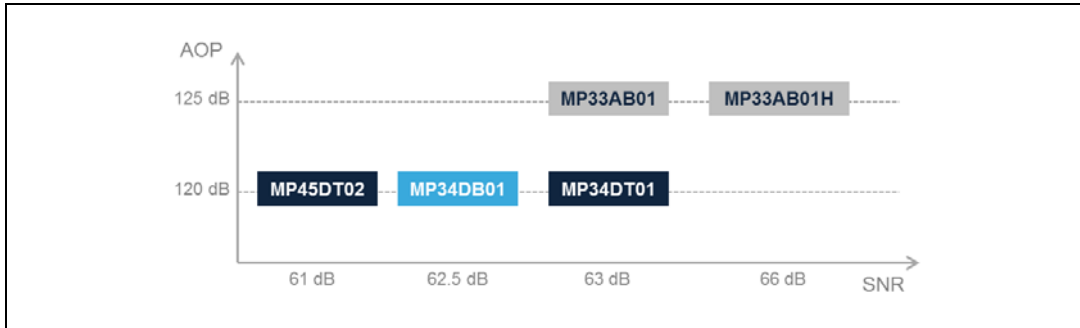 AOP
125 dB
MP33AB01
MP33AB01H
120 dB
MP45DT02
MP34DB01
MP34DT01
61 dB
62.5 dB
63 dB
66 dB
SNR